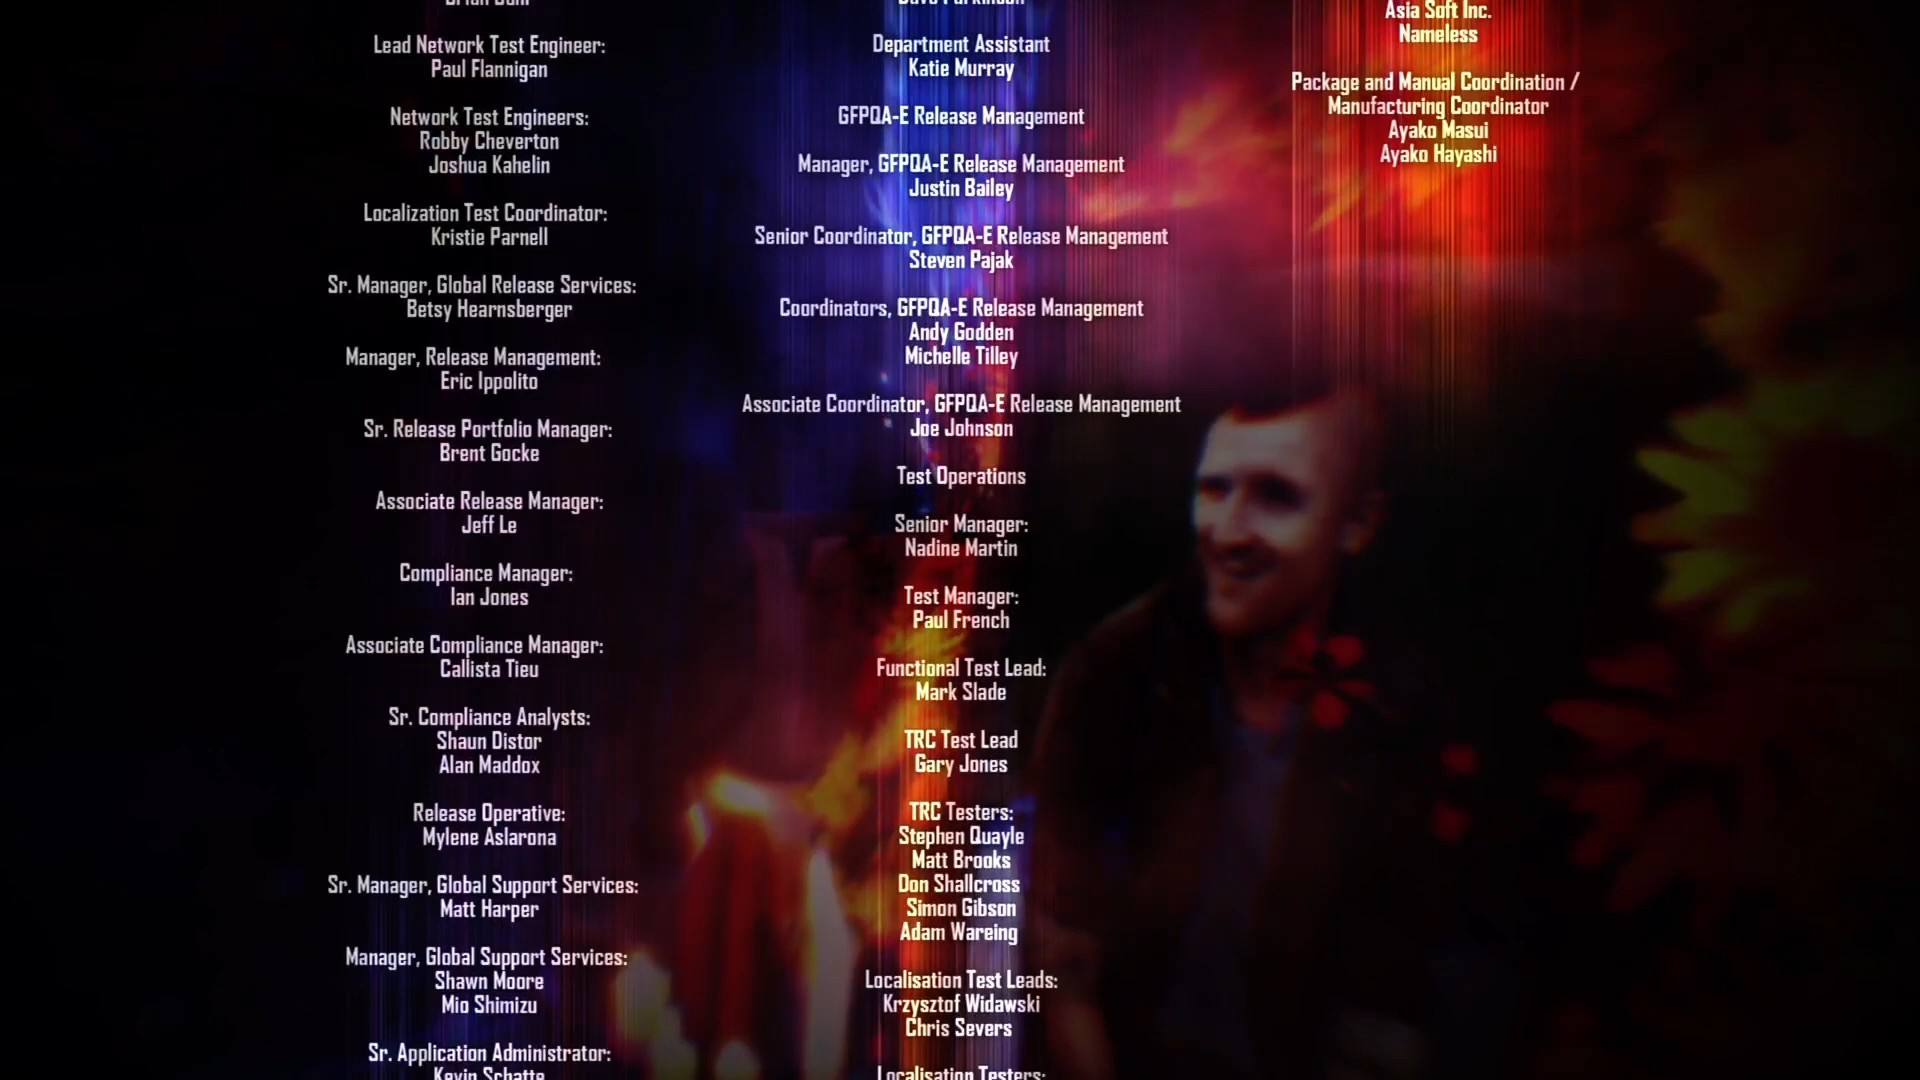 Lead Network Test Engineer:
Paul Flannigan
Network Test Engineers:
Robby Cheverton
Joshua Kahelin
Localization Test Coordinator:
Kristie Parnell
Sr. Manager, Global Release Services:
Betsy Hearnsberger
Manager, Release Management:
Eric Ippolito
Sr. Release Portfolio Manager:
Brent Gocke
Associate Release Manager:
Jeff Le
Compliance Manager:
Ian Jones
Associate Compliance Manager:
Callista Tieu
Sr. Compliance Analysts:
Shaun Distor
Alan Maddox
Release Operative:
Mylene Aslarona
Sr. Manager, Global Support Services:
Matt Harper
Manager, Global Support Services:
Shawn Moore
Mio Shimizu
Sr. Application Administrator:
Kevin Schatte
Department Assistant
Katie Murray
GFPQA-E Release Management
Manager, GFPQA-E Release Management
Justin Bailey
Senior Coordinator, GFPQA-E Release Management
Steven Pajak
Coordinators, GFPQA-E Release Management
Andy Godden
Michelle Tilley
Associate Coordinator, GFPQA-E Release Management
Joe Johnson
Test Operations
Senior Manager:
Nadine Martin
Test Manager:
Paul French
Functional Test Lead:
Mark Slade
TRC Test Lead
Gary Jones
TRC Testers:
Stephen Quayle
Matt Brooks
Don Shallcross
Simon Gibson
Adam Wareing
Localisation Test Leads:
Krzysztof Widawski
Chris Severs
Localisation Testers:
Asia Soft Inc.
Nameless
Package and Manual Coordination /
Manufacturing Coordinator
Ayako Masui
Ayako Hayashi